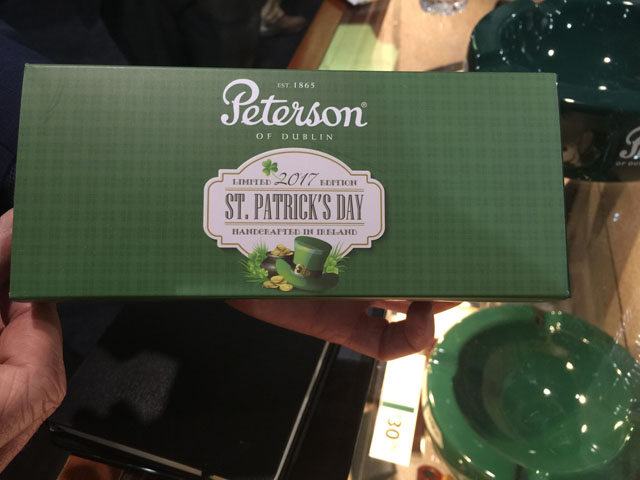 EST. 1865
Peterson®
OF DUBLIN
LIMITED 2017 EDITION
ST. PATRICK'S DAY
HANDCRAFTED IN IRELAND
30